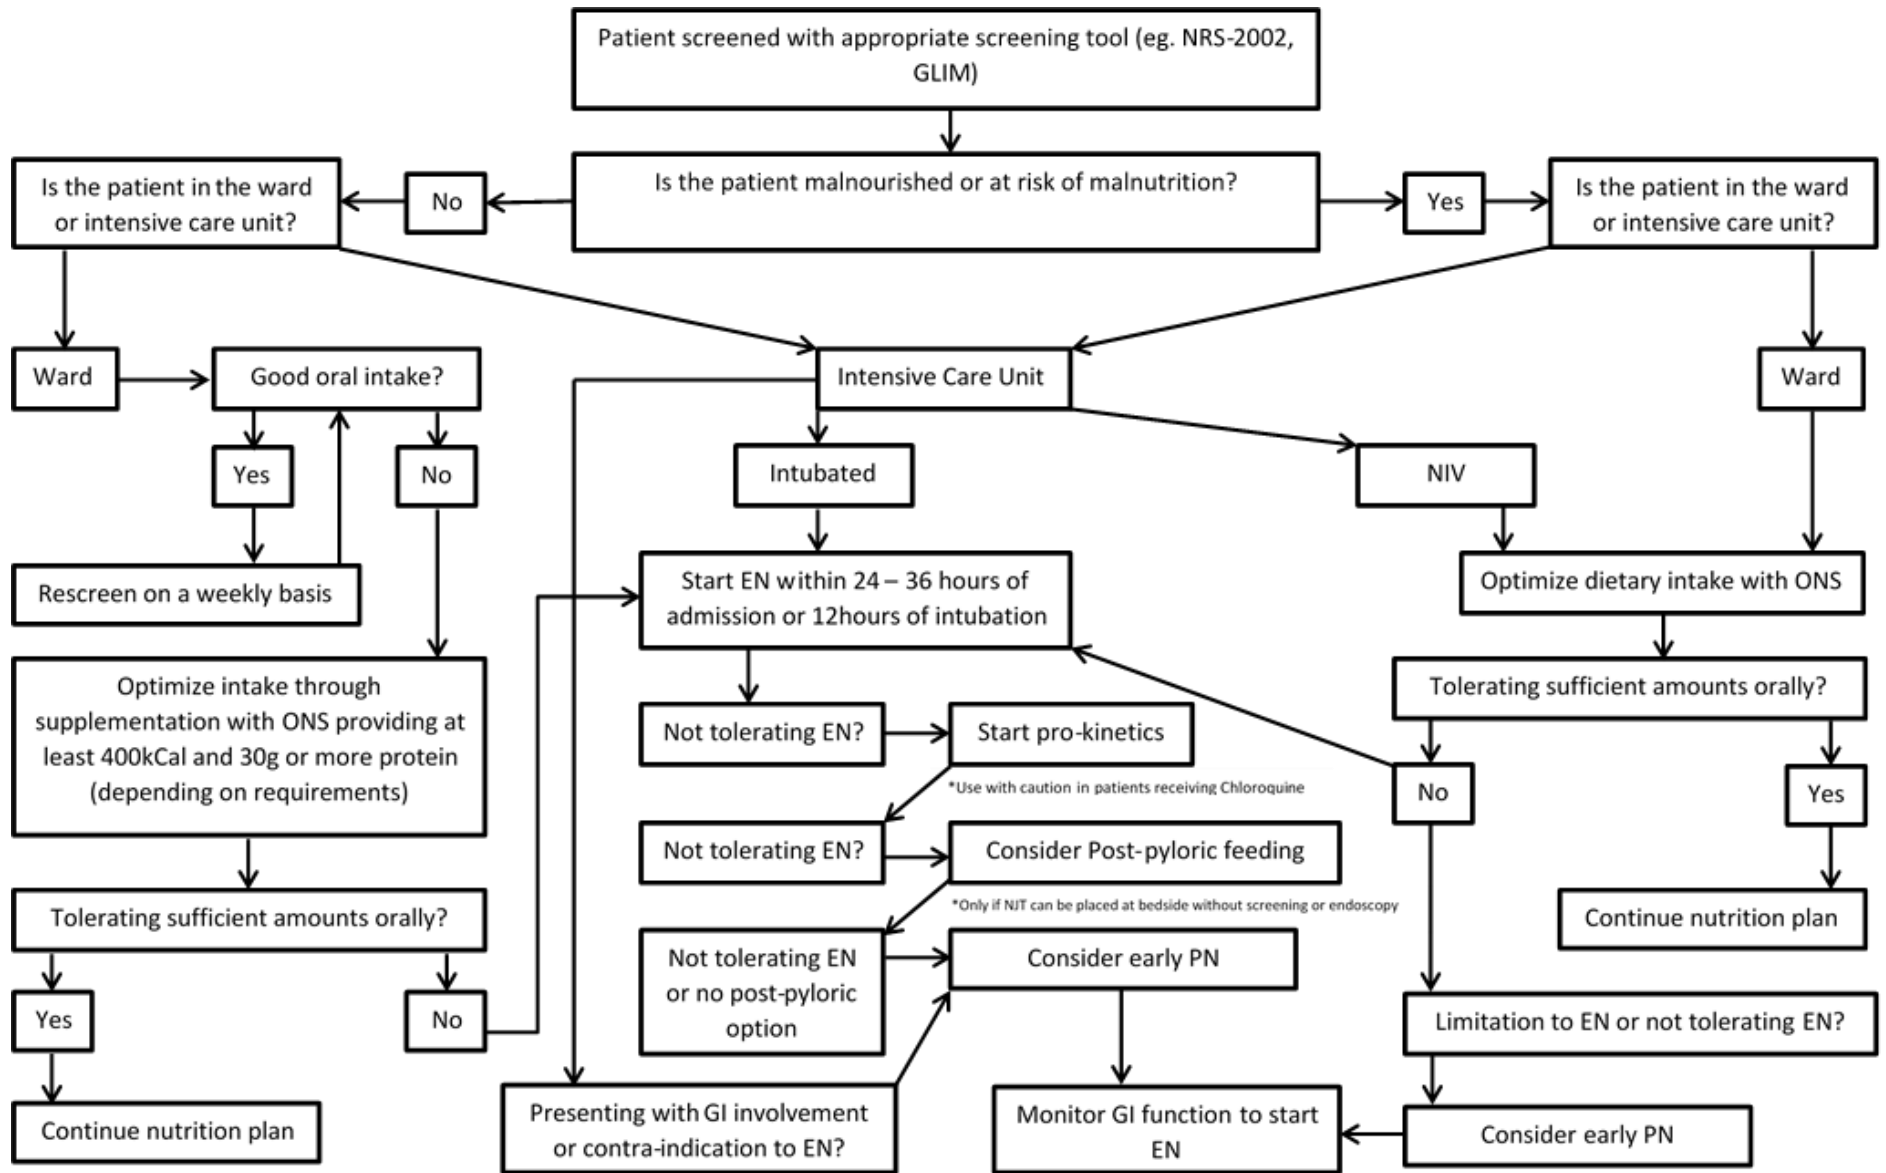 Patient screened with appropriate screening tool (eg. NRS-2002,
GLIM)
Is the patient in the ward
or intensive care unit?
No
Is the patient malnourished or at risk of malnutrition?
Yes
Is the patient in the ward
or intensive care unit?
Ward
Good oral intake?
Intensive Care Unit
Ward
Yes
No
Intubated
NIV
Rescreen on a weekly basis
Start EN within 24 – 36 hours of
admission or 12hours of intubation
Optimize dietary intake with ONS
Optimize intake through
supplementation with ONS providing at
least 400kCal and 30g or more protein
(depending on requirements)
Tolerating sufficient amounts orally?
Not tolerating EN?
Start pro-kinetics
*Use with caution in patients receiving Chloroquine
No
Yes
Not tolerating EN?
Consider Post-pyloric feeding
*Only if NJT can be placed at bedside without screening or endoscopy
Tolerating sufficient amounts orally?
Continue nutrition plan
Not tolerating EN
or no post-pyloric
option
Consider early PN
Yes
No
Limitation to EN or not tolerating EN?
Continue nutrition plan
Presenting with GI involvement
or contra-indication to EN?
Monitor GI function to start
EN
Consider early PN